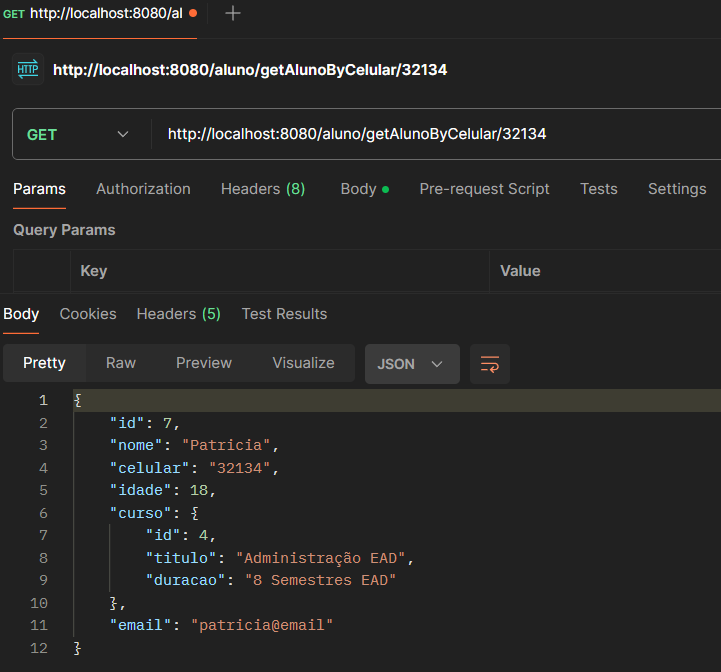 GET http://localhost:8080/al
HTTP http://localhost:8080/aluno/getAlunoByCelular/32134
GET http://localhost:8080/aluno/getAlunoByCelular/32134
Params Authorization Headers (8) Body Pre-request Script Tests Settings
Query Params
Key Value
Body Cookies Headers (5) Test Results
Pretty Raw Preview Visualize JSON
1 {
2 "id": 7,
3 "nome": "Patricia",
4 "celular": "32134",
5 "idade": 18,
6 "curso": {
7 "id": 4,
8 "titulo": "Administração EAD",
9 "duracao": "8 Semestres EAD"
10 },
11 "email": "patricia@email"
12 }